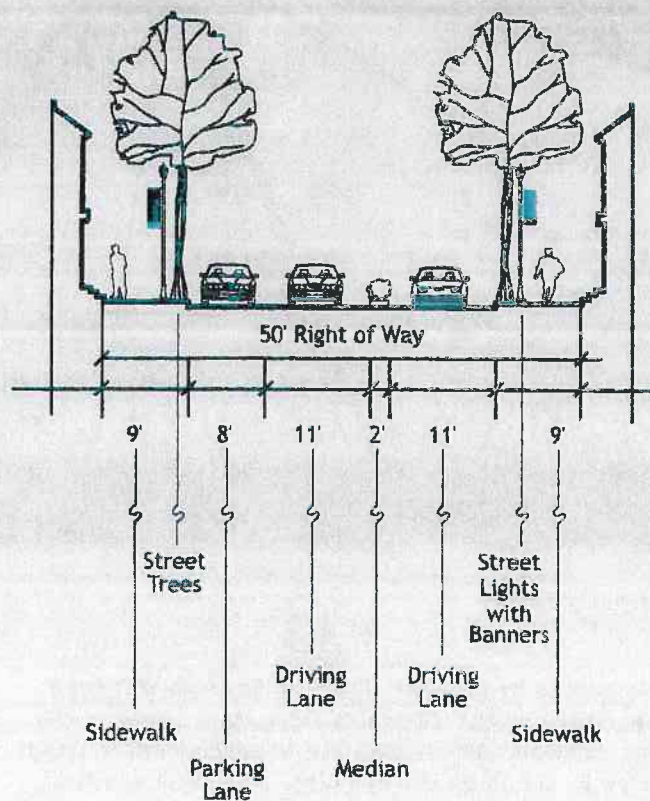 50' Right of Way
9' 8' 11' 2' 11' 9'
Street
Trees
Street
Lights
with
Banners
Driving
Lane
Driving
Lane
Sidewalk
Sidewalk
Parking
Lane
Median